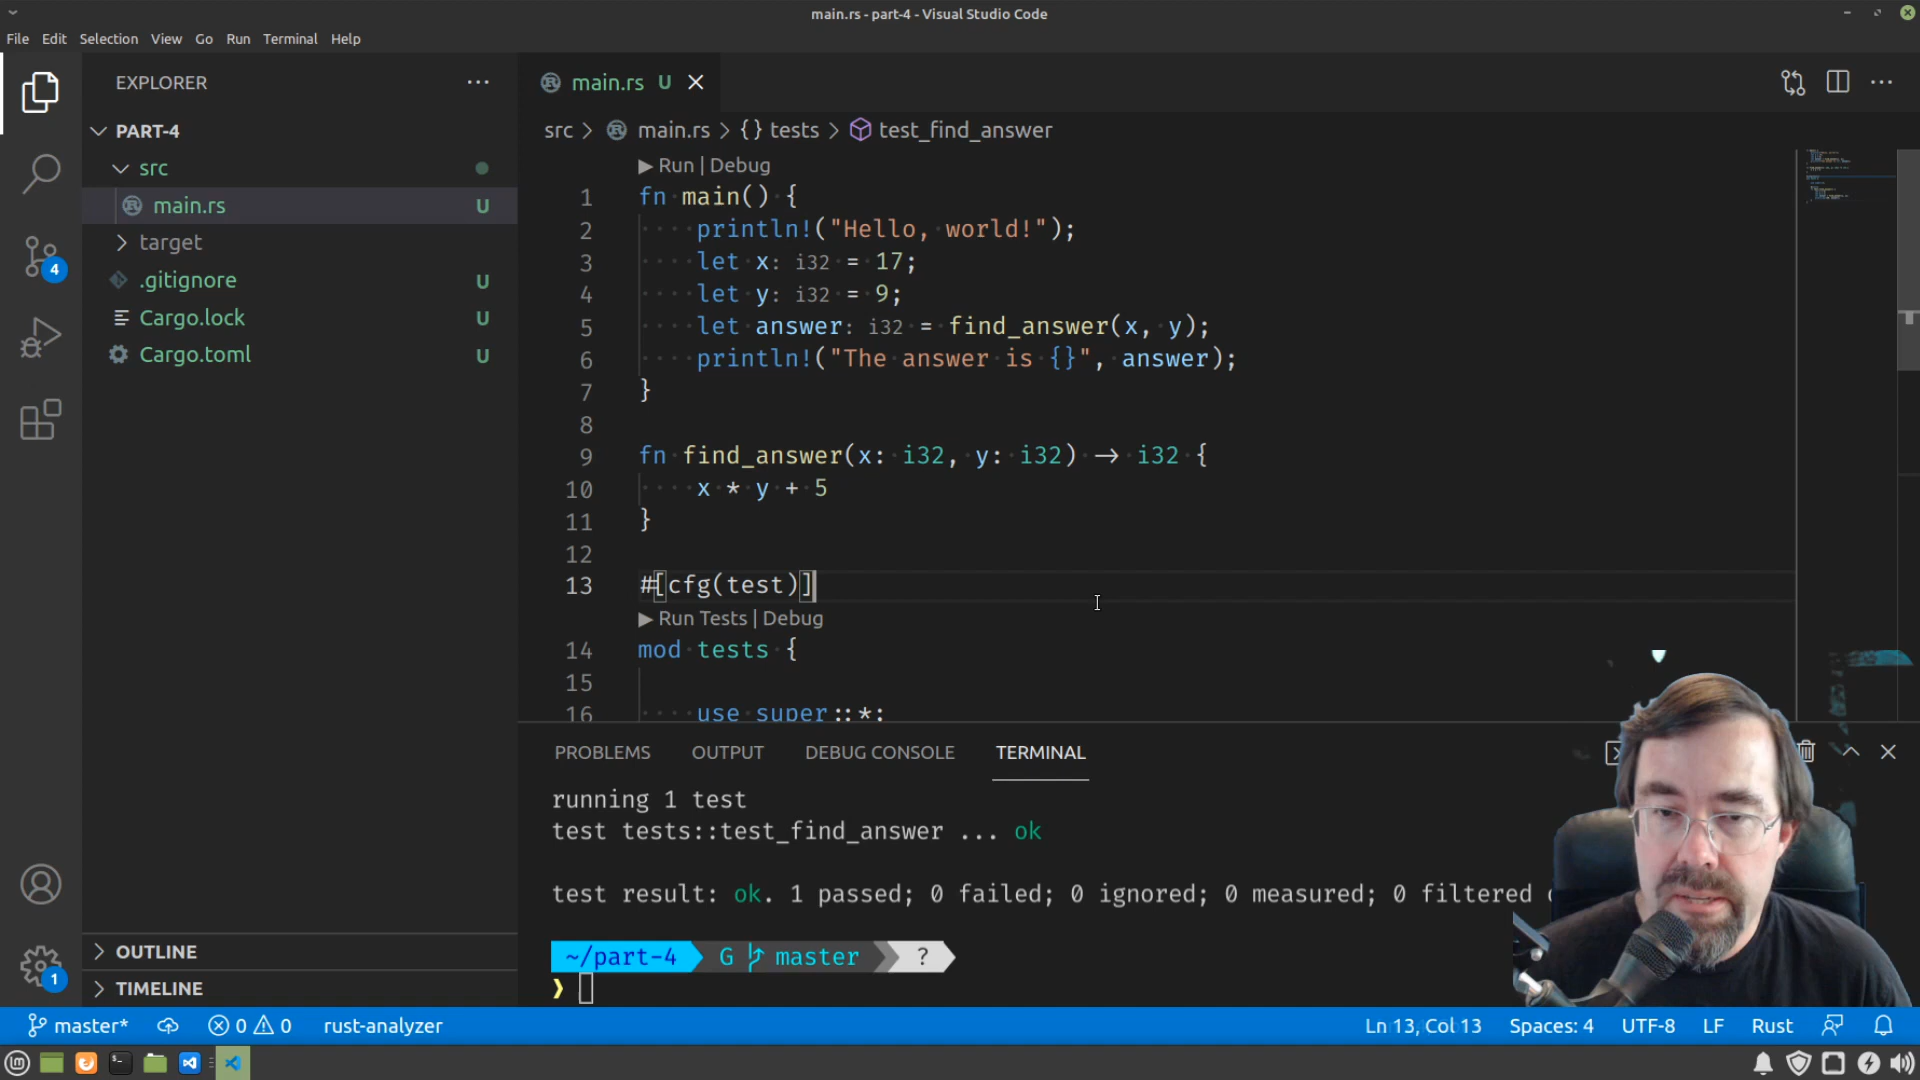 main.rs - part-4 - Visual Studio Code
File Edit Selection View Go Run Terminal Help
EXPLORER
PART-4
src
main.rs U
target
.gitignore U
Cargo.lock U
Cargo.toml U
OUTLINE
TIMELINE
4
1
main.rs U
src > main.rs > {} tests > test_find_answer
▶ Run | Debug
1 fn main() {
2 ····println!("Hello,·world!");
3 ····let·x: i32 = 17;
4 ····let·y: i32 = 9;
5 ····let·answer: i32 = find_answer(x,·y);
6 ····println!("The·answer·is·{}",·answer);
7 }
8
9 fn·find_answer(x:·i32,·y:·i32)·→·i32·{
10 ····x·*·y·+·5
11 }
12
13 #[cfg(test)]
▶ Run Tests | Debug
14 mod·tests·{
15
16 ····use·super::*;
PROBLEMS OUTPUT DEBUG CONSOLE TERMINAL
running 1 test
test tests::test_find_answer ... ok
test result: ok. 1 passed; 0 failed; 0 ignored; 0 measured; 0 filtered
~/part-4 G master ?
❯
master* 0 0 rust-analyzer Ln 13, Col 13 Spaces: 4 UTF-8 LF Rust